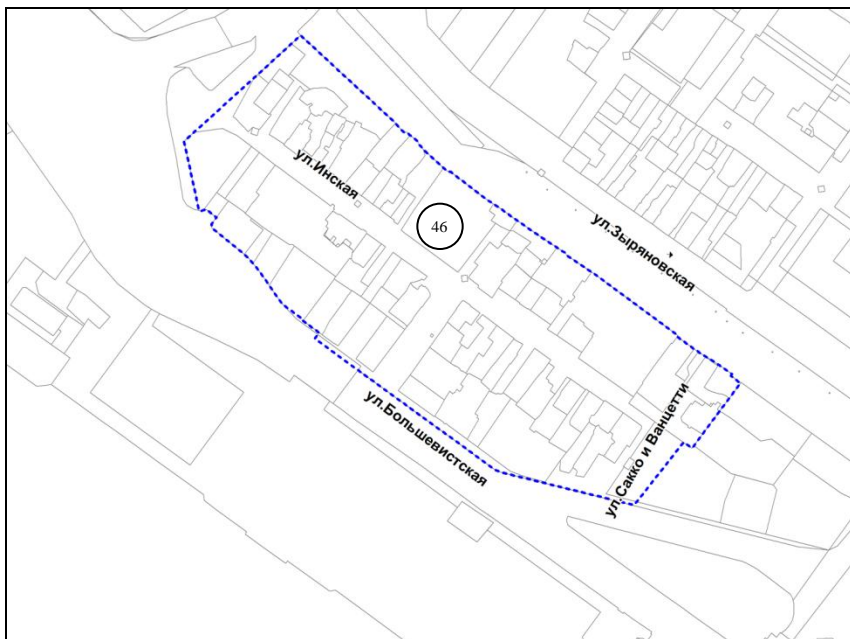 ул.Инская
46
ул.Зыряновская
ул.Большевистская
ул.Сакко и Ванцетти